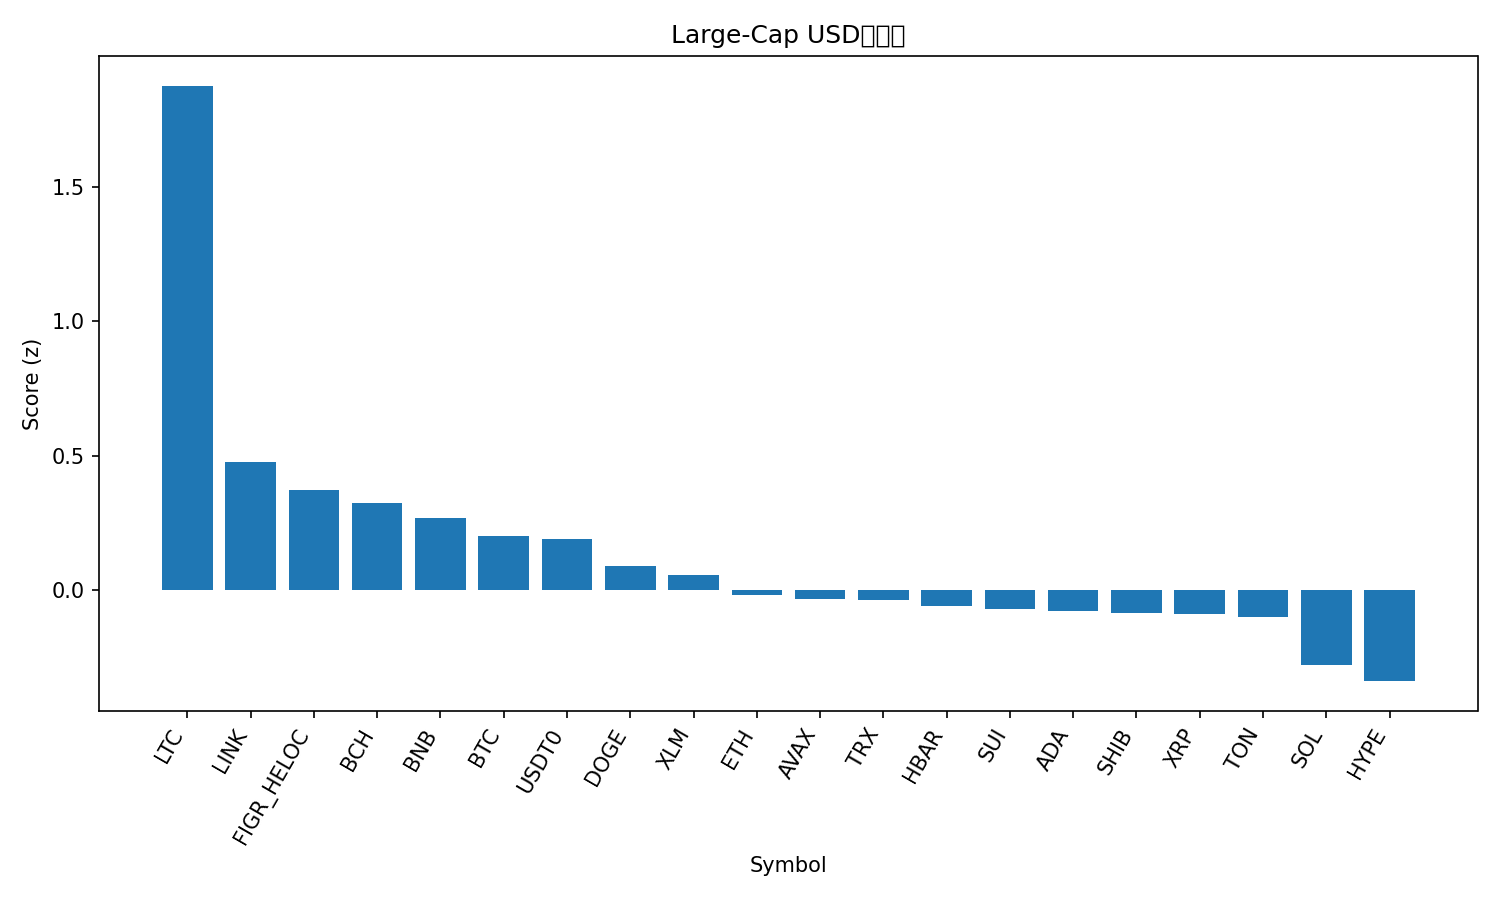 Large-Cap USD
Score (z)
1.5
1.0
0.5
0.0
LTC
LINK
FIGR_HELOC
BCH
BNB
BTC
USDT0
DOGE
XLM
ETH
AVAX
TRX
HBAR
SUI
ADA
SHIB
XRP
TON
SOL
HYPE
Symbol